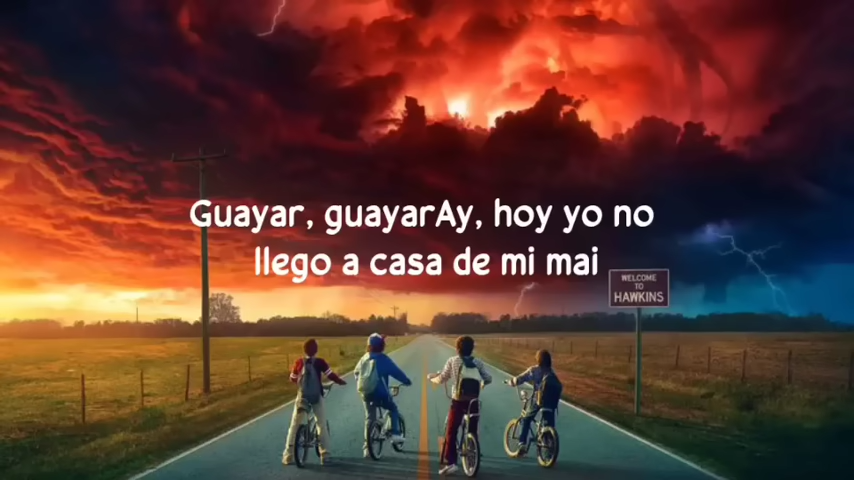 Guayar, guayarAy, hoy yo no
llego a casa de mi mai
WELCOME
TO
HAWKINS